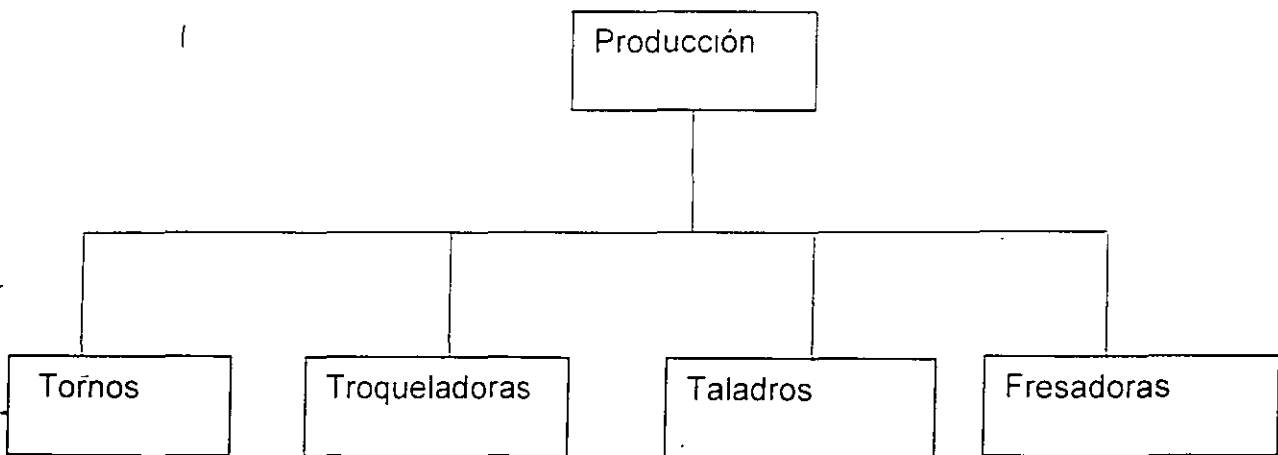 Producción
Tornos
Troqueladoras
Taladros
Fresadoras